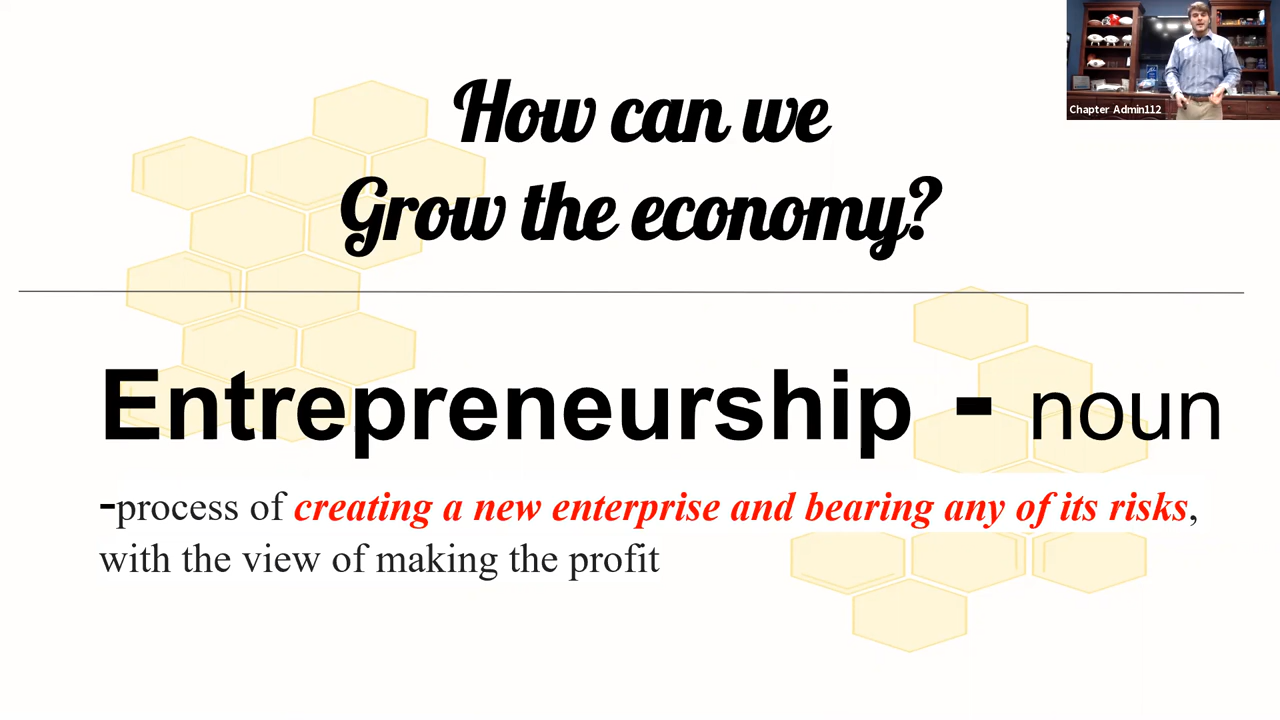 How can we
Grow the economy?
Entrepreneurship - noun
-process of creating a new enterprise and bearing any of its risks,
with the view of making the profit
Chapter Admin112